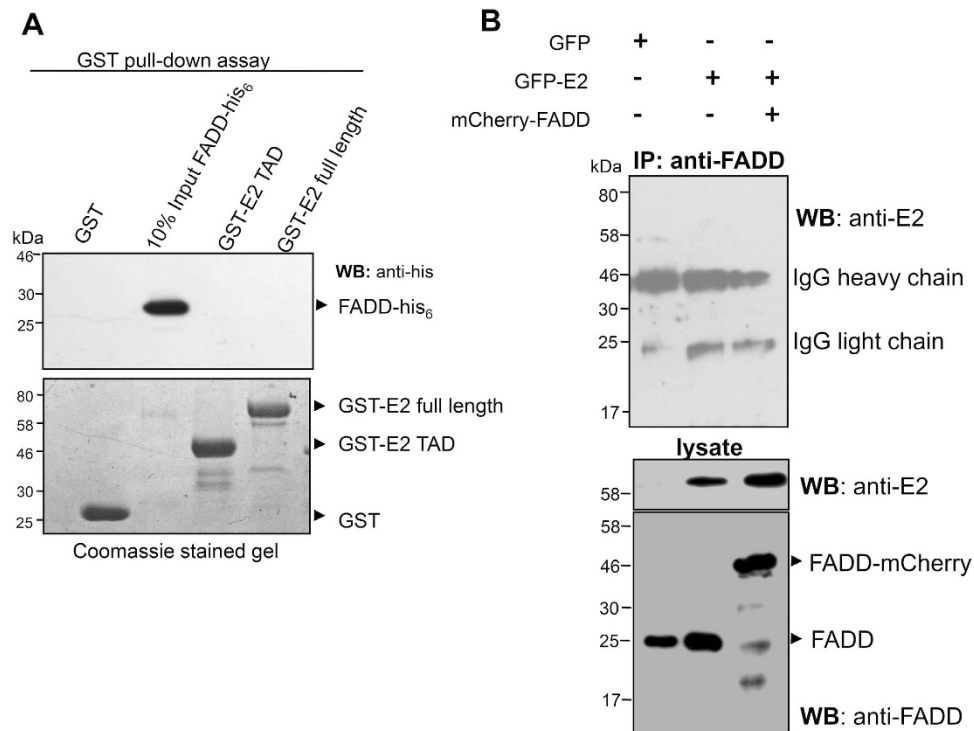 A
GST pull-down assay
GST
10% Input FADD-his₆
GST-E2 TAD
GST-E2 full length
kDa
46
30
25
WB: anti-his
FADD-his₆
80
58
46
30
25
GST-E2 full length
GST-E2 TAD
GST
Coomassie stained gel
B
GFP + - -
GFP-E2 - + +
mCherry-FADD - - +
kDa
IP: anti-FADD
80
58
46
30
25
17
WB: anti-E2
IgG heavy chain
IgG light chain
lysate
58
WB: anti-E2
58
46
30
25
17
FADD-mCherry
FADD
WB: anti-FADD